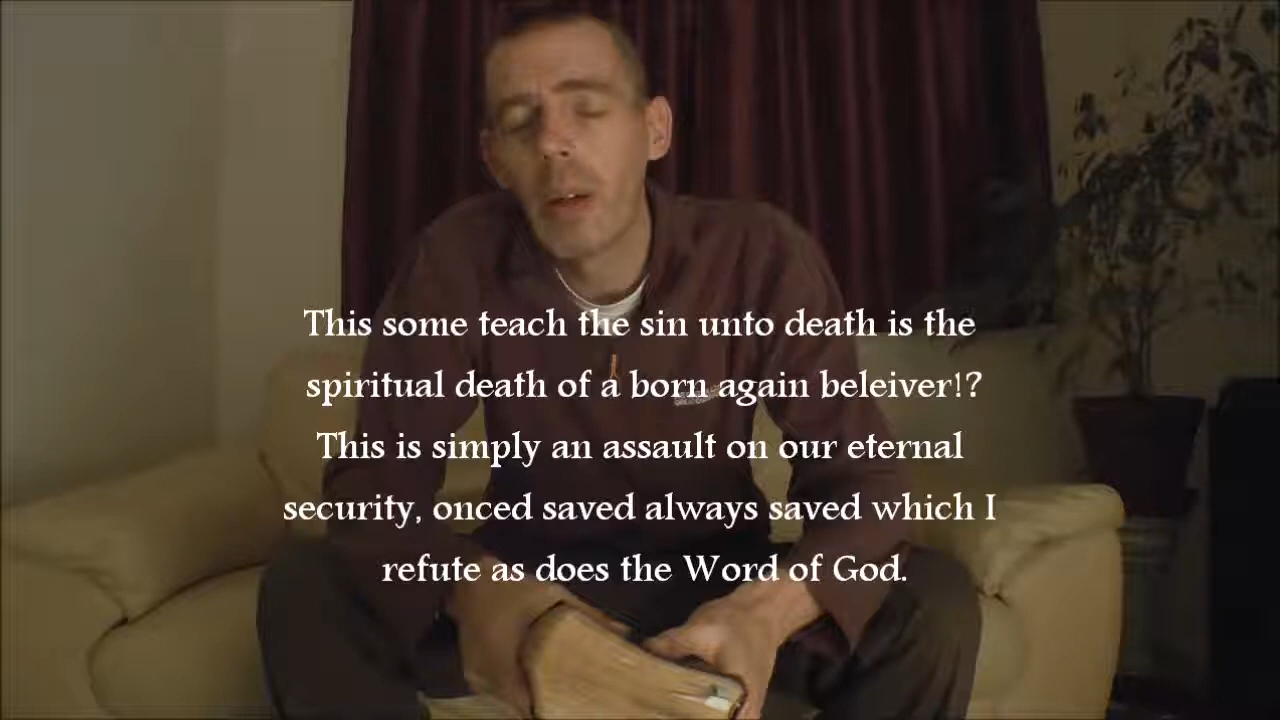 This some teach the sin unto death is the
spiritual death of a born again beleiver!?
This is simply an assault on our eternal
security, onced saved always saved which I
refute as does the Word of God.